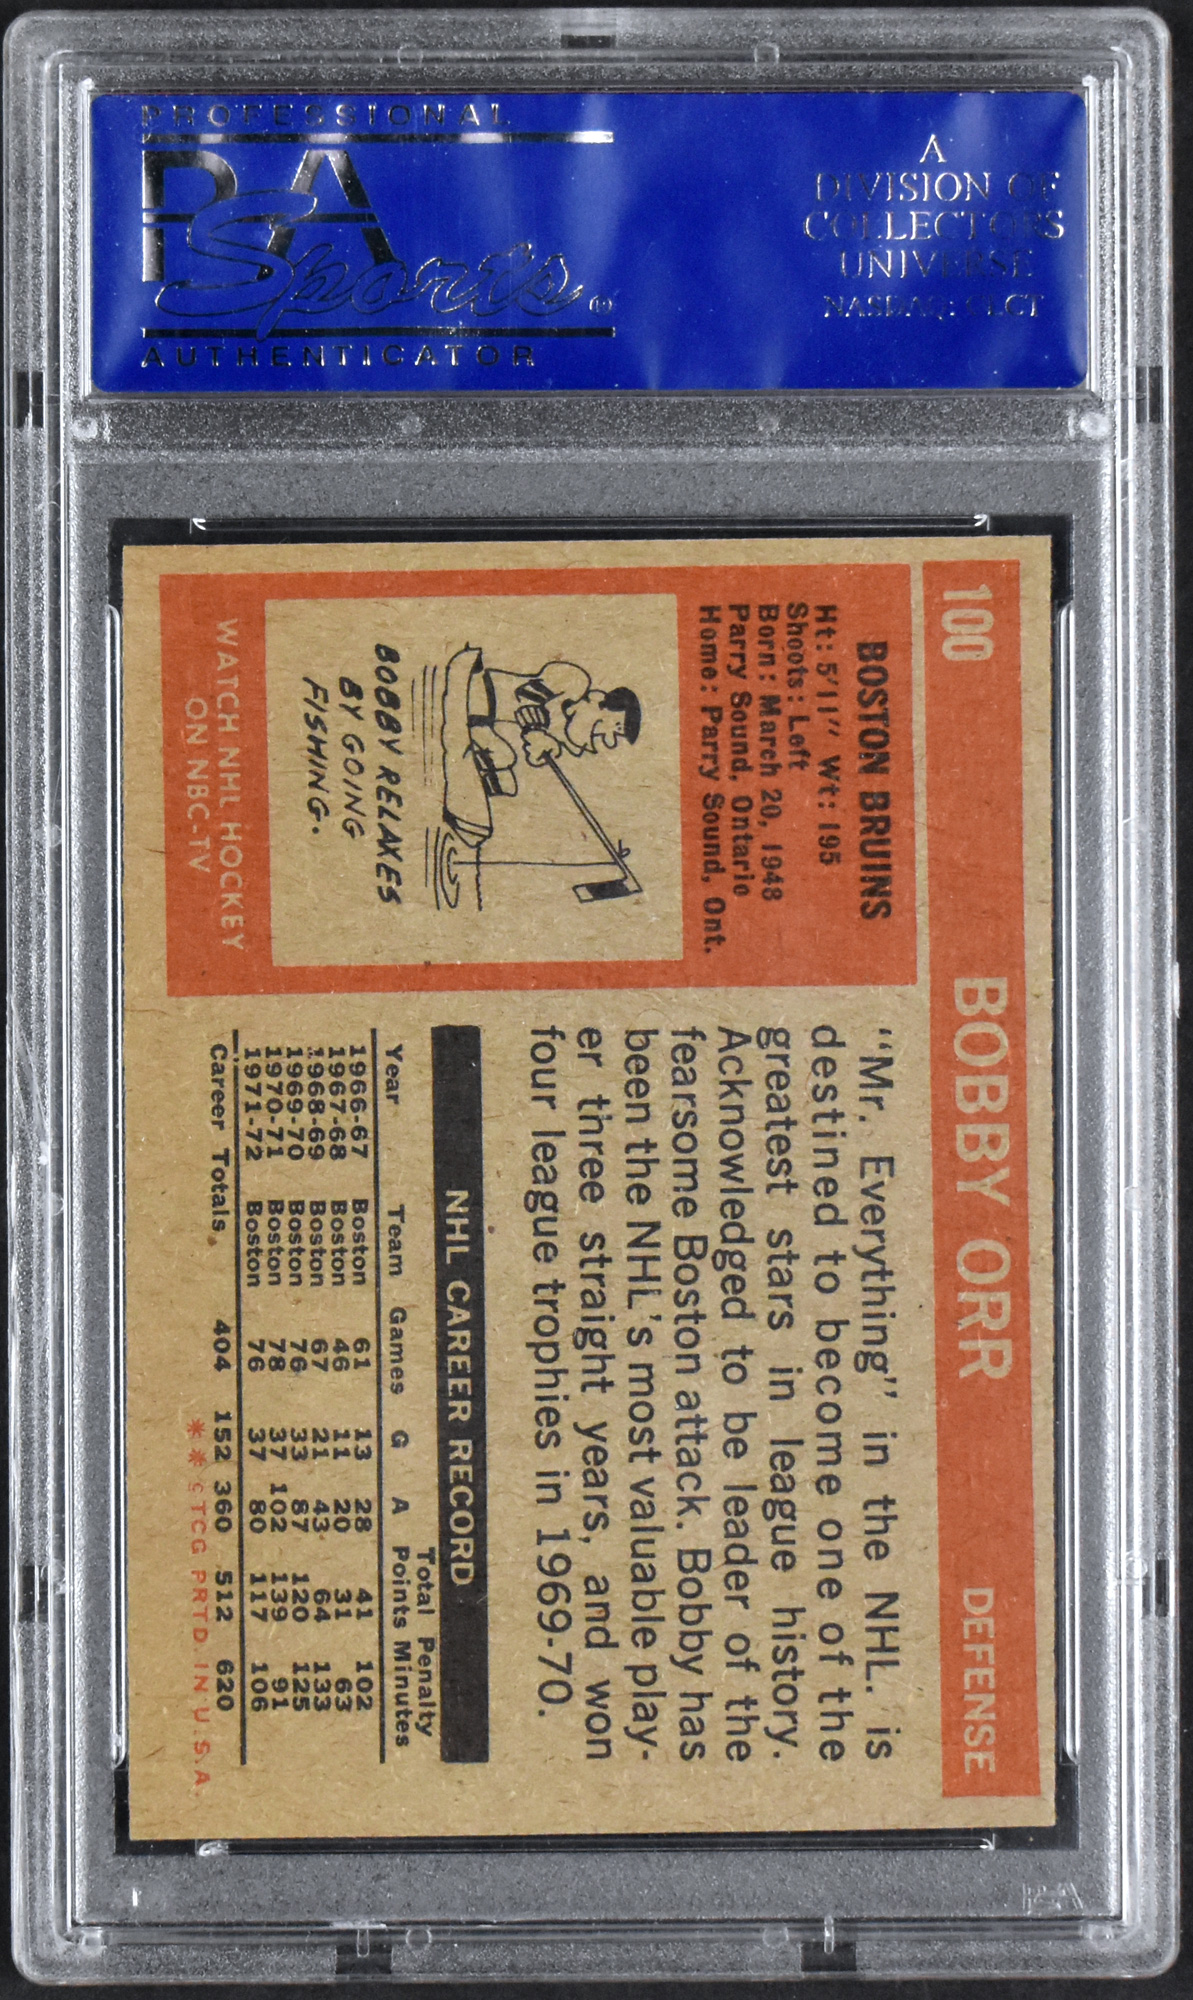 PROFESSIONAL
PSA
Sports®
AUTHENTICATOR
A
DIVISION OF
COLLECTORS
UNIVERSE
NASDAQ: CLCT
100
BOBBY ORR
DEFENSE
BOSTON BRUINS
Ht: 5'11" Wt: 195
Shoots: Left
Born: March 20, 1948
Parry Sound, Ontario
Home: Parry Sound, Ont.
BOBBY RELAXES
BY GOING
FISHING.
WATCH NHL HOCKEY
ON NBC-TV
"Mr. Everything" in the NHL. is
destined to become one of the
greatest stars in league history.
Acknowledged to be leader of the
fearsome Boston attack. Bobby has
been the NHL's most valuable play-
er three straight years, and won
four league trophies in 1969-70.
NHL CAREER RECORD
Total Penalty
Year Team Games G A Points Minutes
1966-67 Boston 61 13 28 41 102
1967-68 Boston 46 11 20 31 63
1968-69 Boston 67 21 43 64 133
1969-70 Boston 76 33 87 120 125
1970-71 Boston 78 37 102 139 91
1971-72 Boston 76 37 80 117 106
Career Totals 404 152 360 512 620
**©TCG PRTD IN U.S.A.
PSA